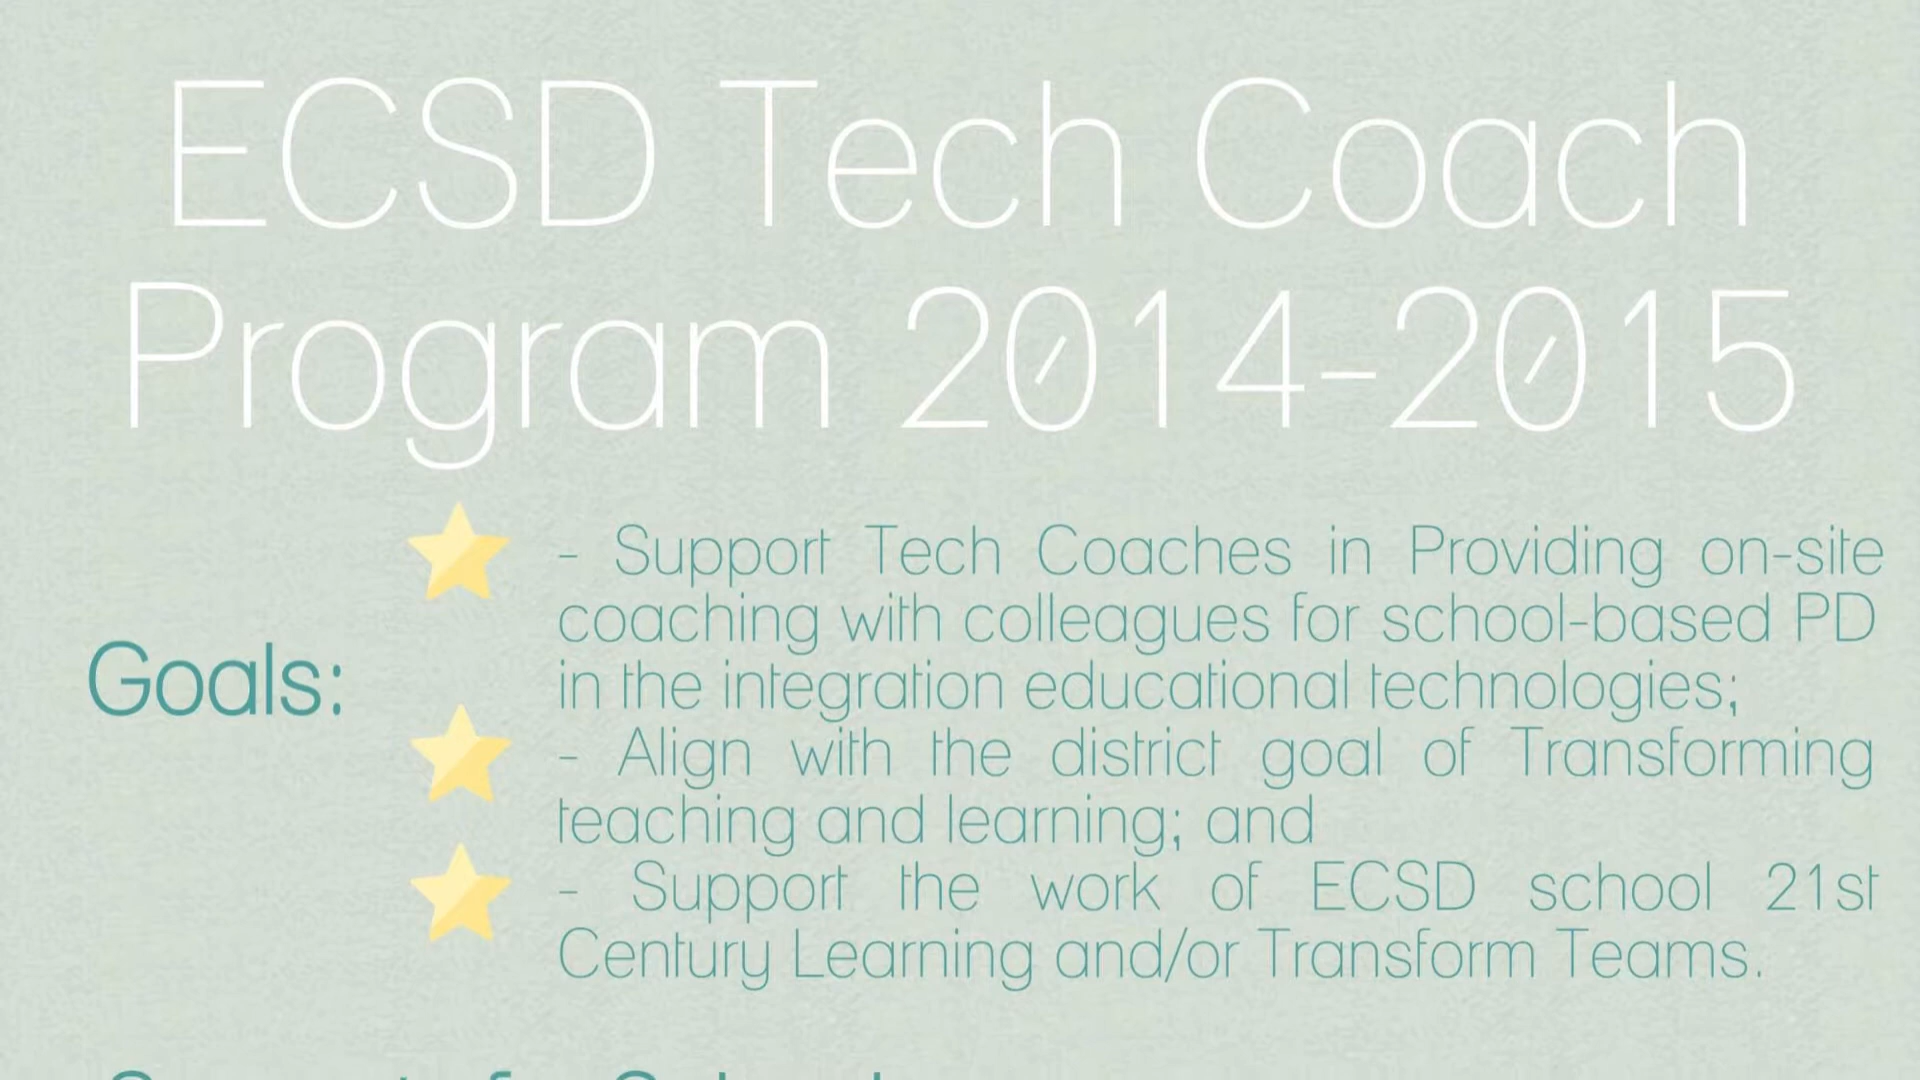 ECSD Tech Coach
Program 2014-2015
Goals:
- Support Tech Coaches in Providing on-site
coaching with colleagues for school-based PD
in the integration educational technologies;
- Align with the district goal of Transforming
teaching and learning; and
- Support the work of ECSD school 21st
Century Learning and/or Transform Teams.